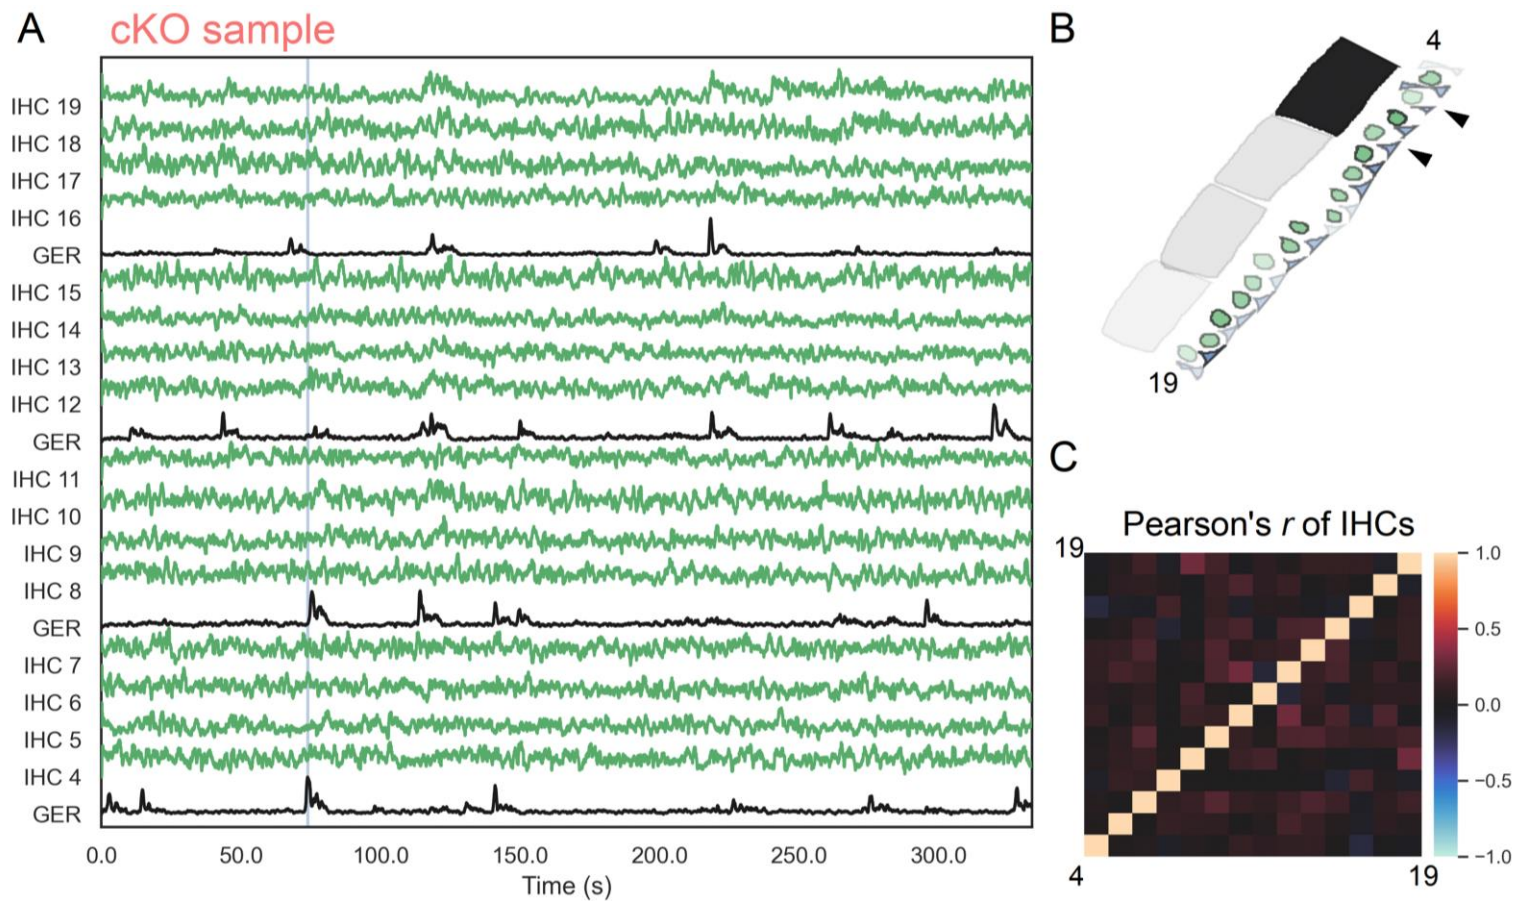 A
cKO sample
IHC 19
IHC 18
IHC 17
IHC 16
GER
IHC 15
IHC 14
IHC 13
IHC 12
GER
IHC 11
IHC 10
IHC 9
IHC 8
GER
IHC 7
IHC 6
IHC 5
IHC 4
GER
0.0 50.0 100.0 150.0 200.0 250.0 300.0
Time (s)
B
4
19
C
Pearson's r of IHCs
19
1.0
0.5
0.0
−0.5
−1.0
4 19